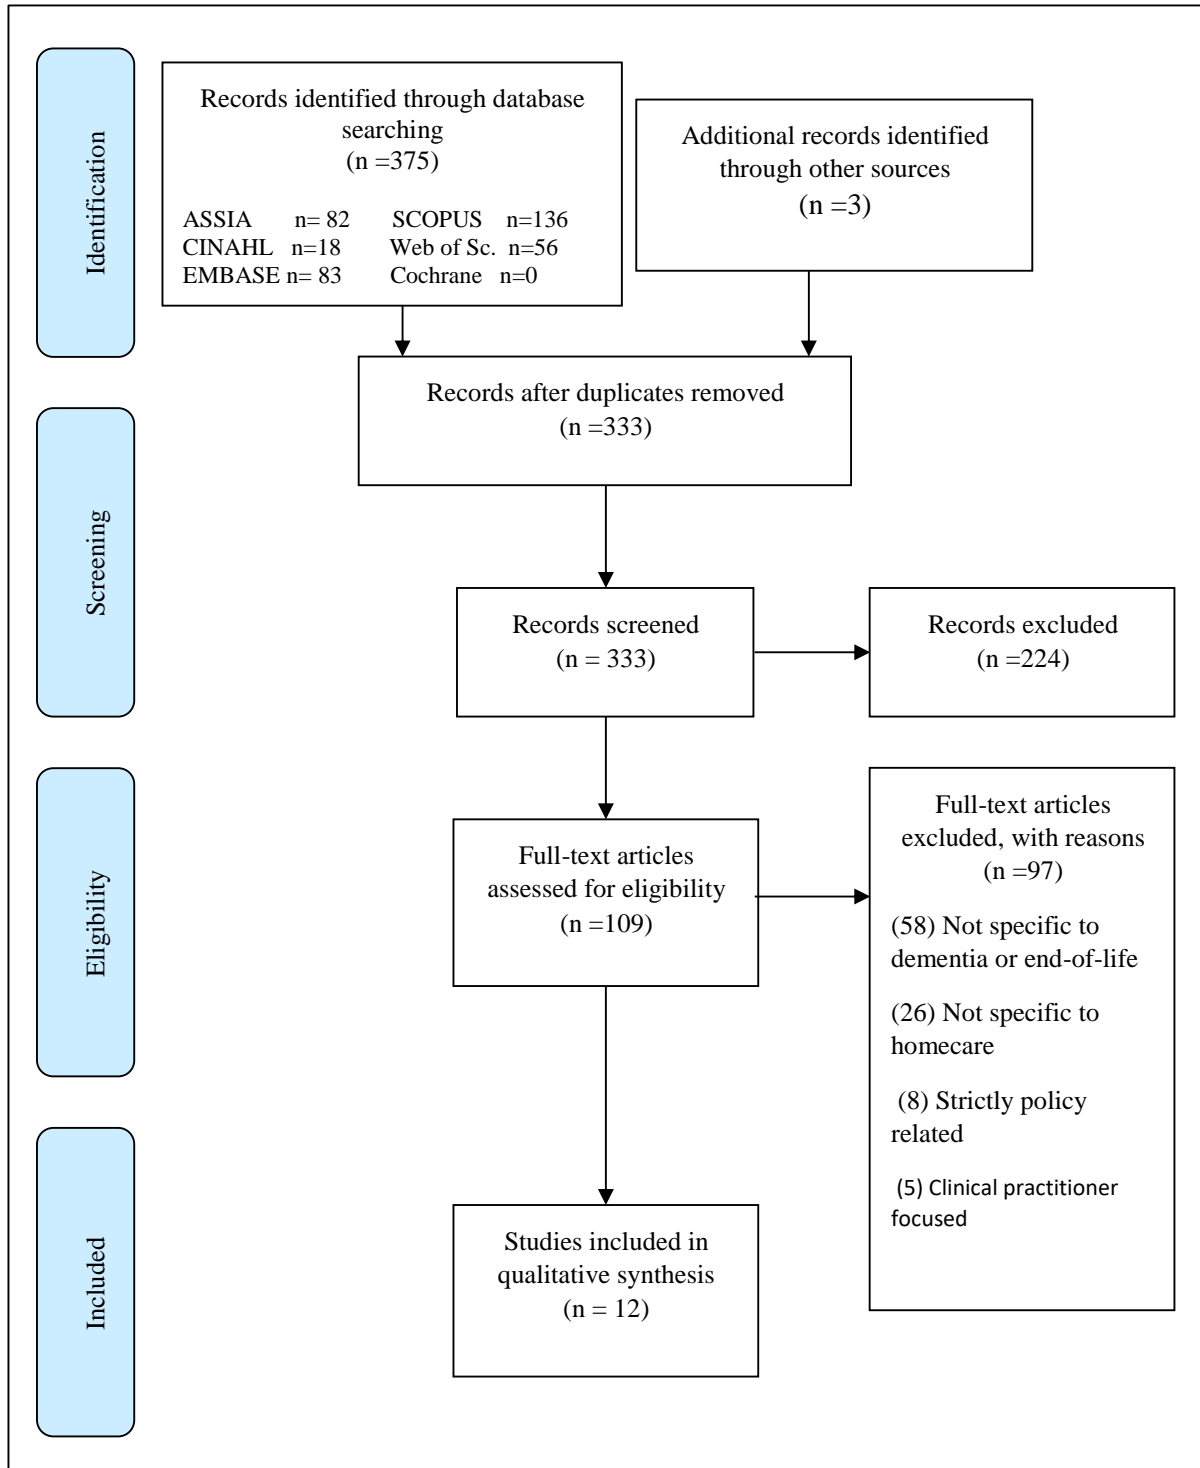 Identification
Records identified through database
searching
(n =375)
ASSIA n= 82 SCOPUS n=136
CINAHL n=18 Web of Sc. n=56
EMBASE n= 83 Cochrane n=0
Additional records identified
through other sources
(n =3)
Records after duplicates removed
(n =333)
Screening
Records screened
(n = 333)
Records excluded
(n =224)
Eligibility
Full-text articles
assessed for eligibility
(n =109)
Full-text articles
excluded, with reasons
(n =97)
(58) Not specific to
dementia or end-of-life
(26) Not specific to
homecare
(8) Strictly policy
related
(5) Clinical practitioner
focused
Included
Studies included in
qualitative synthesis
(n = 12)